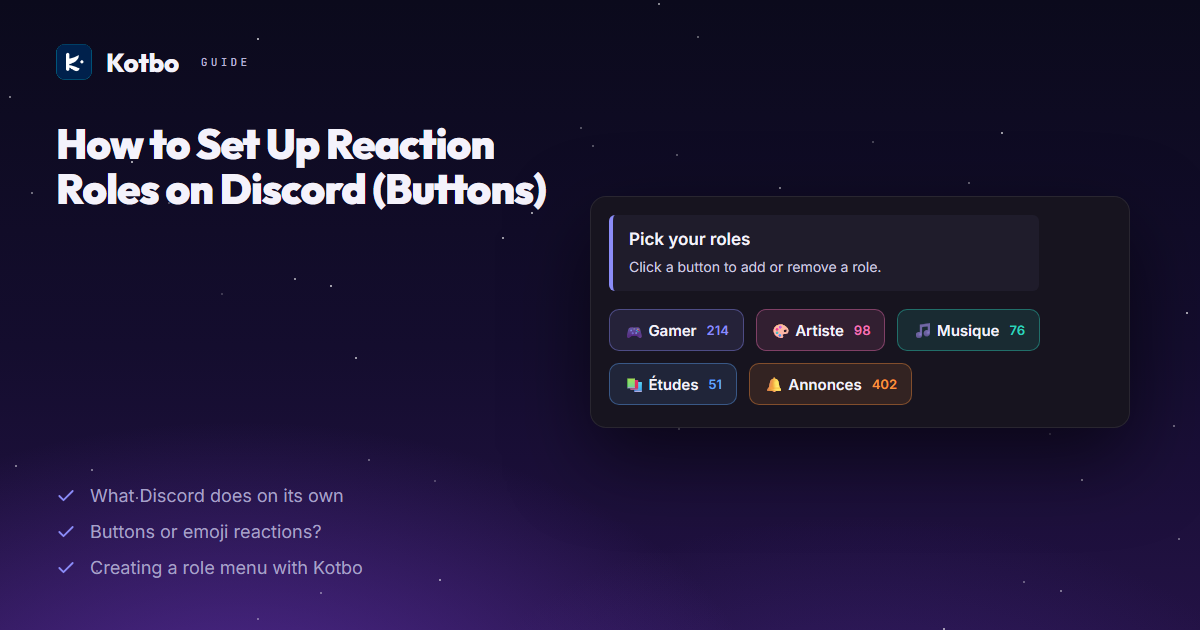 Kotbo GUIDE
How to Set Up Reaction
Roles on Discord (Buttons)
Pick your roles
Click a button to add or remove a role.
🎮 Gamer 214 🎨 Artiste 98 🎵 Musique 76
📚 Études 51 🔔 Annonces 402
What Discord does on its own
Buttons or emoji reactions?
Creating a role menu with Kotbo